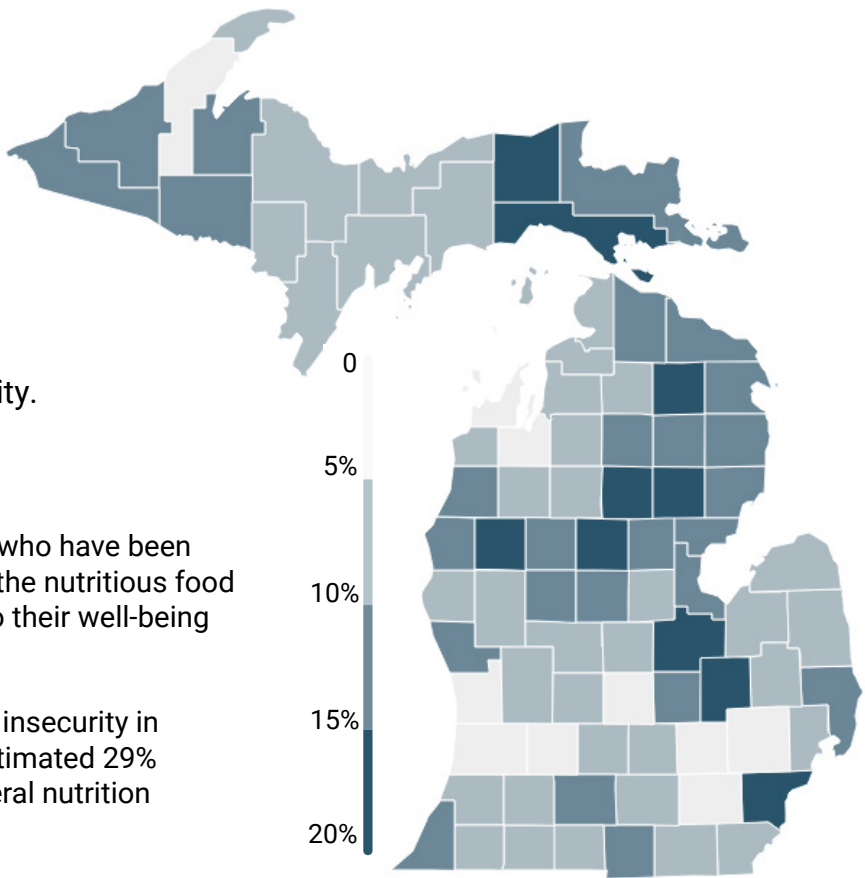 ity.
who have been
the nutritious food
o their well-being
insecurity in
timated 29%
eral nutrition
0
5%
10%
15%
20%